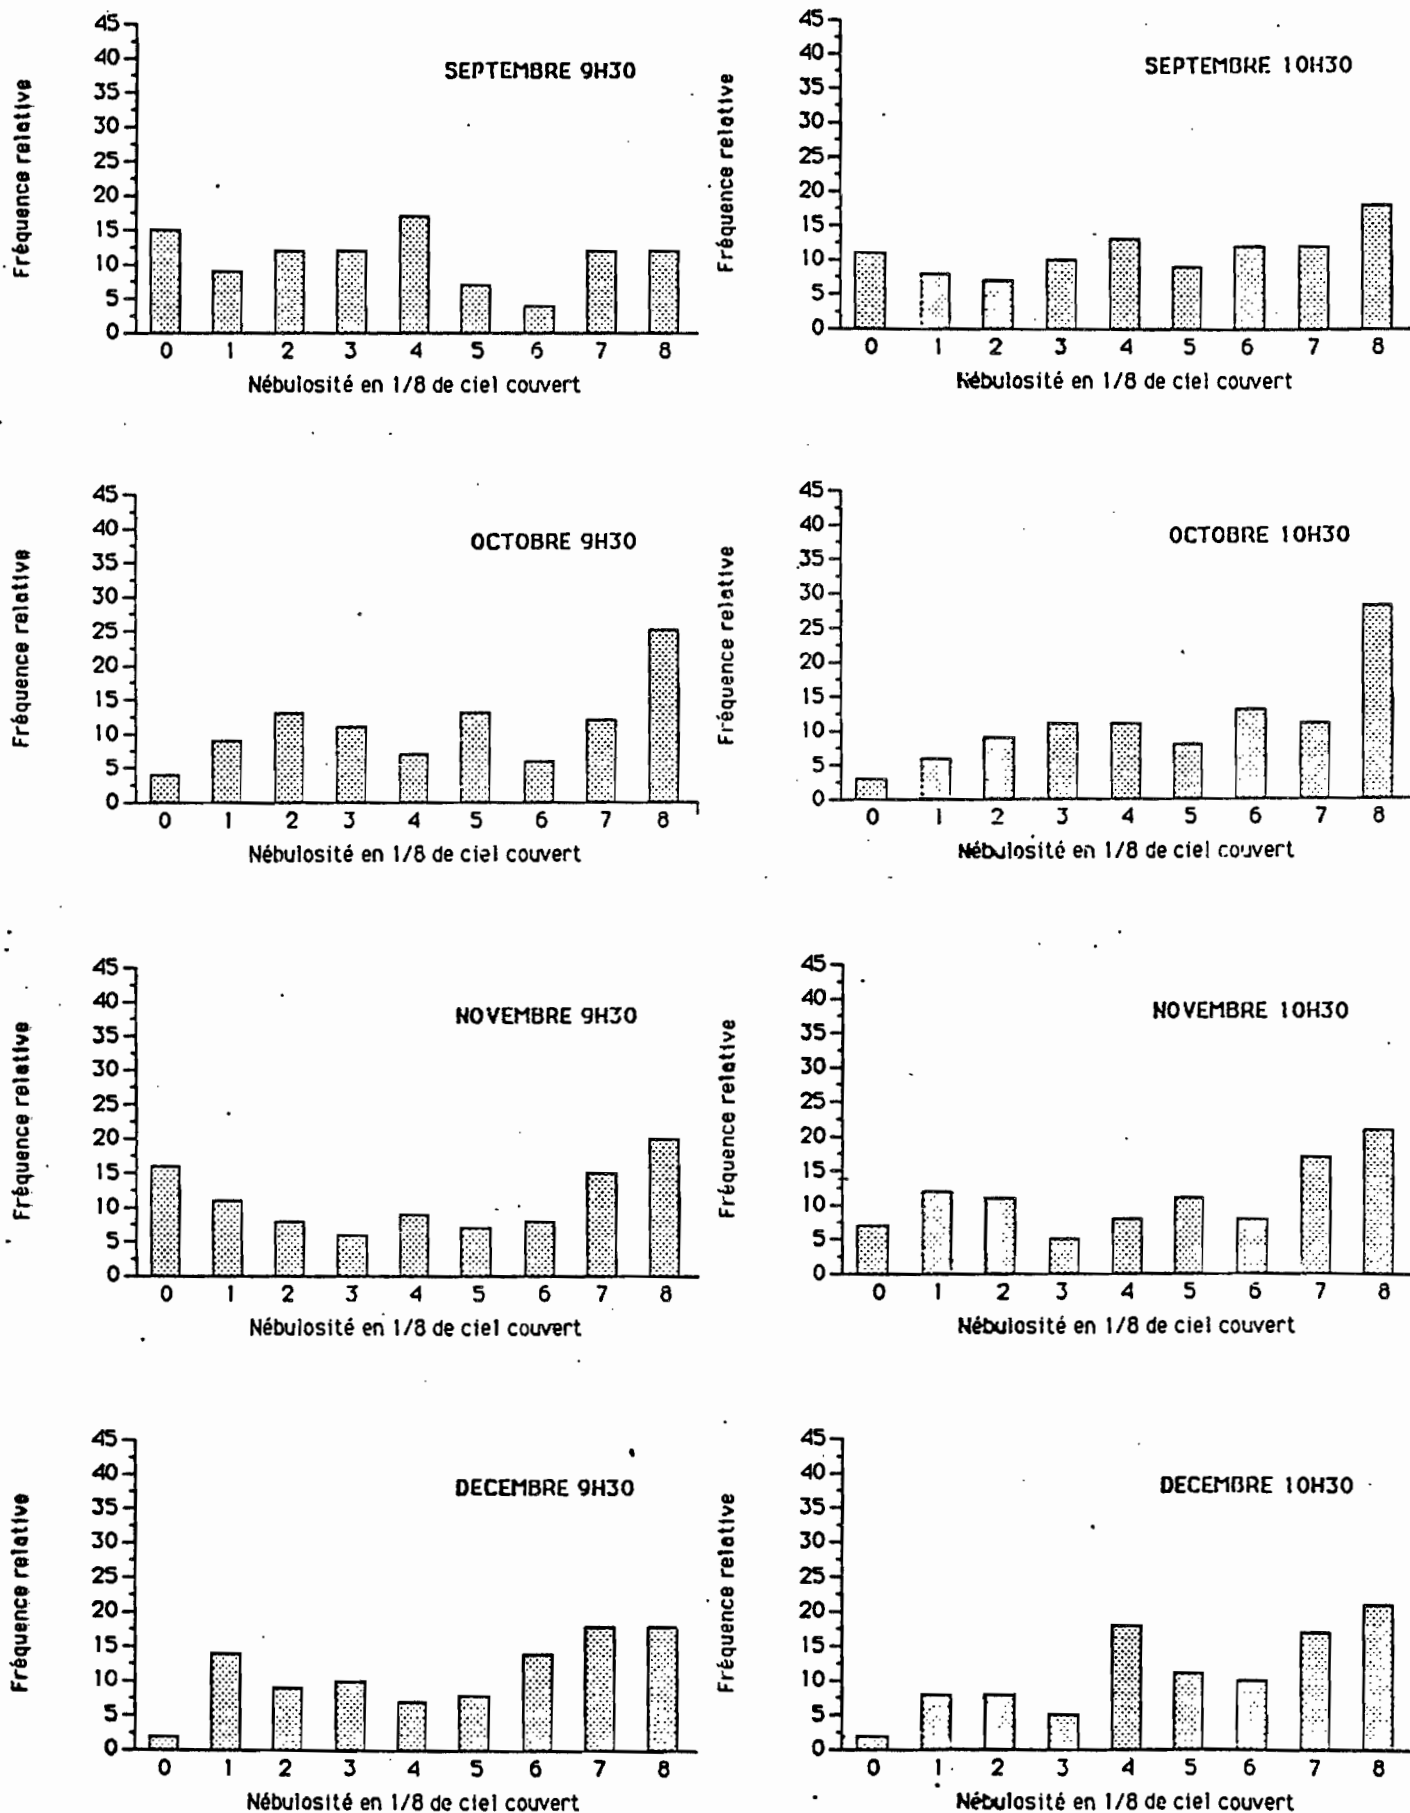 45
40
35
30
25
20
15
10
5
0
Fréquence relative
SEPTEMBRE 9H30
0 1 2 3 4 5 6 7 8
Nébulosité en 1/8 de ciel couvert
45
40
35
30
25
20
15
10
5
0
Fréquence relative
SEPTEMBRE 10H30
0 1 2 3 4 5 6 7 8
Nébulosité en 1/8 de ciel couvert
45
40
35
30
25
20
15
10
5
0
Fréquence relative
OCTOBRE 9H30
0 1 2 3 4 5 6 7 8
Nébulosité en 1/8 de ciel couvert
45
40
35
30
25
20
15
10
5
0
Fréquence relative
OCTOBRE 10H30
0 1 2 3 4 5 6 7 8
Nébulosité en 1/8 de ciel couvert
45
40
35
30
25
20
15
10
5
0
Fréquence relative
NOVEMBRE 9H30
0 1 2 3 4 5 6 7 8
Nébulosité en 1/8 de ciel couvert
45
40
35
30
25
20
15
10
5
0
Fréquence relative
NOVEMBRE 10H30
0 1 2 3 4 5 6 7 8
Nébulosité en 1/8 de ciel couvert
45
40
35
30
25
20
15
10
5
0
Fréquence relative
DECEMBRE 9H30
0 1 2 3 4 5 6 7 8
Nébulosité en 1/8 de ciel couvert
45
40
35
30
25
20
15
10
5
0
Fréquence relative
DECEMBRE 10H30
0 1 2 3 4 5 6 7 8
Nébulosité en 1/8 de ciel couvert